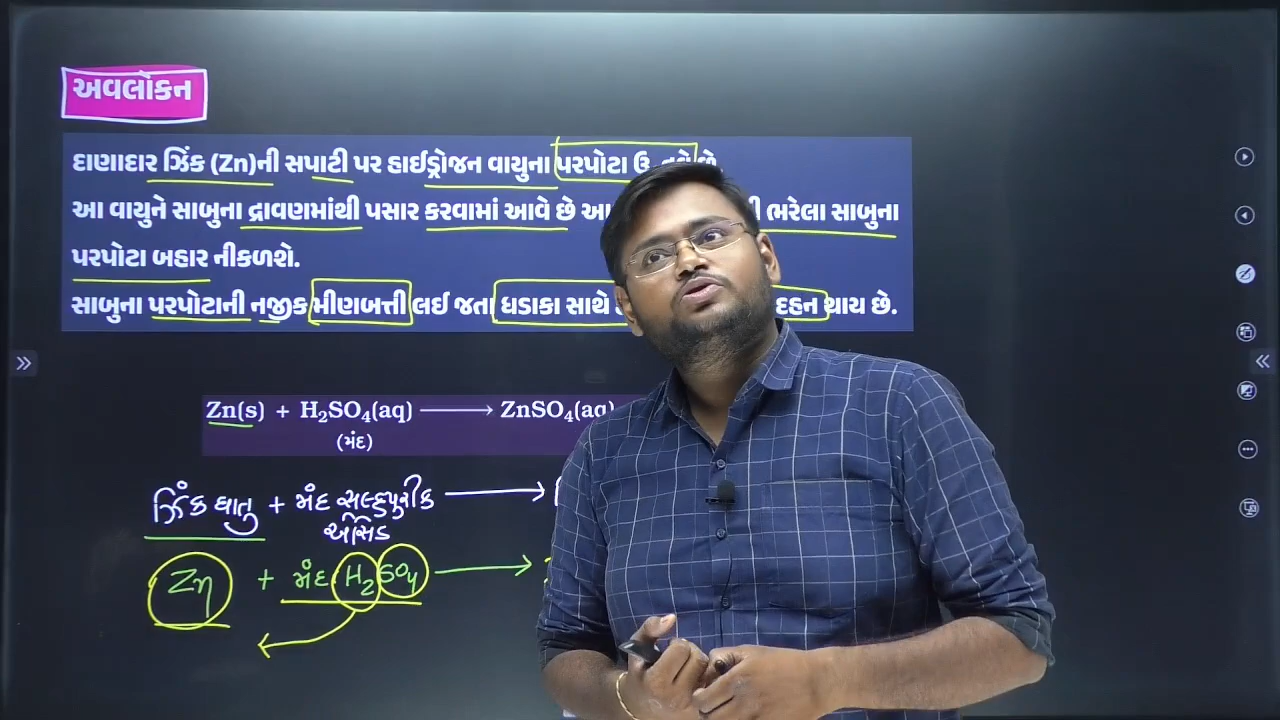 અવલોકન
દાણાદાર ઝિંક (Zn)ની સપાટી પર હાઈડ્રોજન વાયુના પરપોટા છે
આ વાયુને સાબુના દ્રાવણમાંથી પસાર કરવામાં આવે છે ભરેલા સાબુના
પરપોટા બહાર નીકળશે.
સાબુના પરપોટાની નજીક મીણબત્તી લઈ જતા ધડાકા સાથે દહન થાય છે.
Zn(s) + H₂SO₄(aq) ⟶ ZnSO₄(aq)
(મંદ)
ઝિંક ધાતુ + મંદ સલ્ફ્યુરીક ⟶
એસિડ
Zn + મંદ H₂SO₄ ⟶